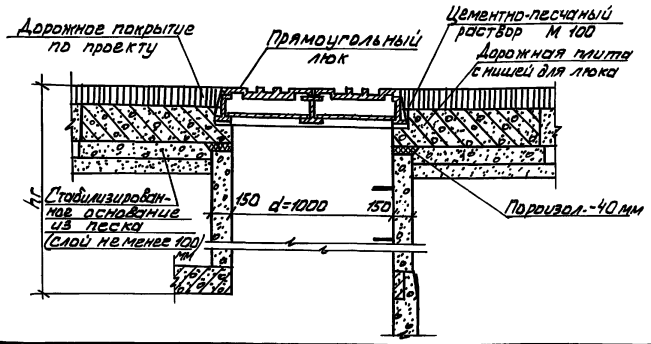 Дорожное покрытие
по проекту
Прямоугольный
люк
Цементно-песчаный
раствор М 100
Дорожная плита
с нишей для люка
hг
Стабилизирован-
ное основание
из песка
(слой не менее 100
мм
150
d=1000
150
Пороизол-40 мм